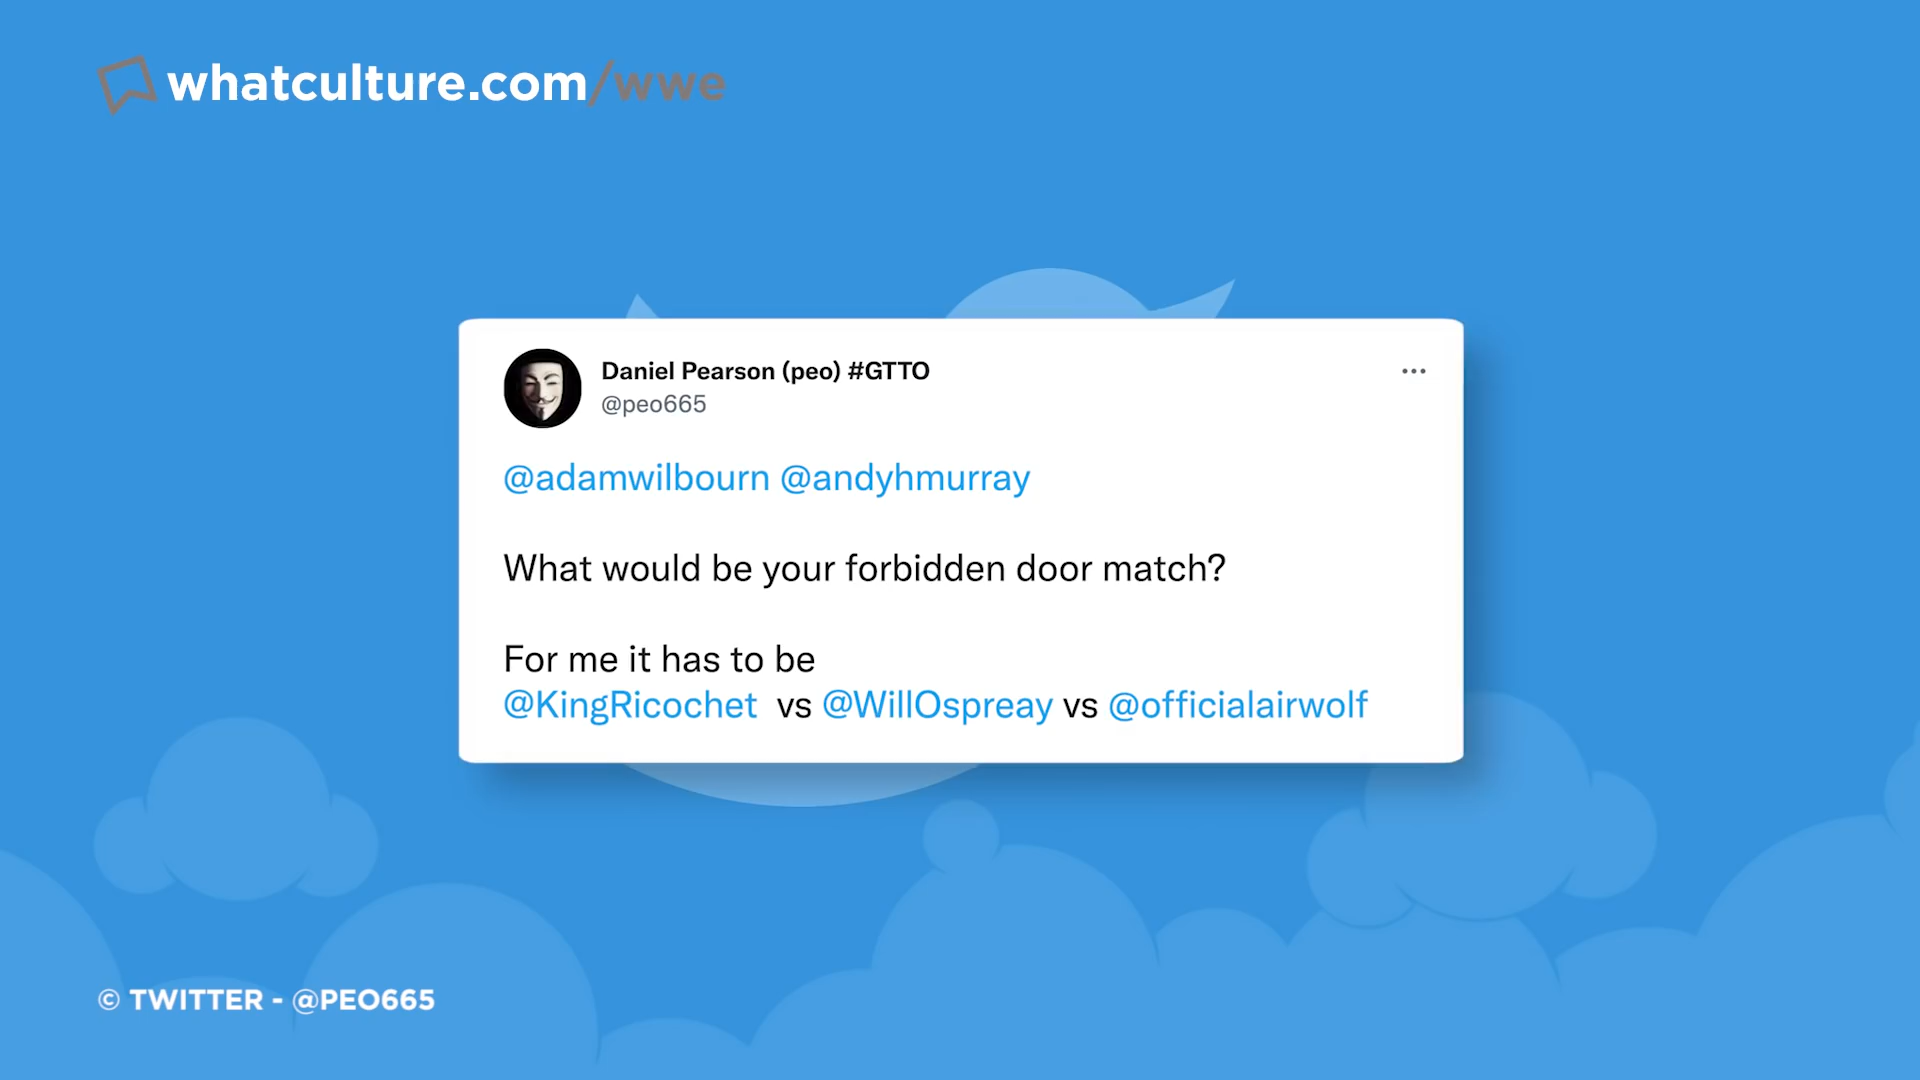 whatculture.com/wwe
Daniel Pearson (peo) #GTTO
@peo665
@adamwilbourn @andyhmurray
What would be your forbidden door match?
For me it has to be
@KingRicochet vs @WillOspreay vs @officialairwolf
© TWITTER - @PEO665